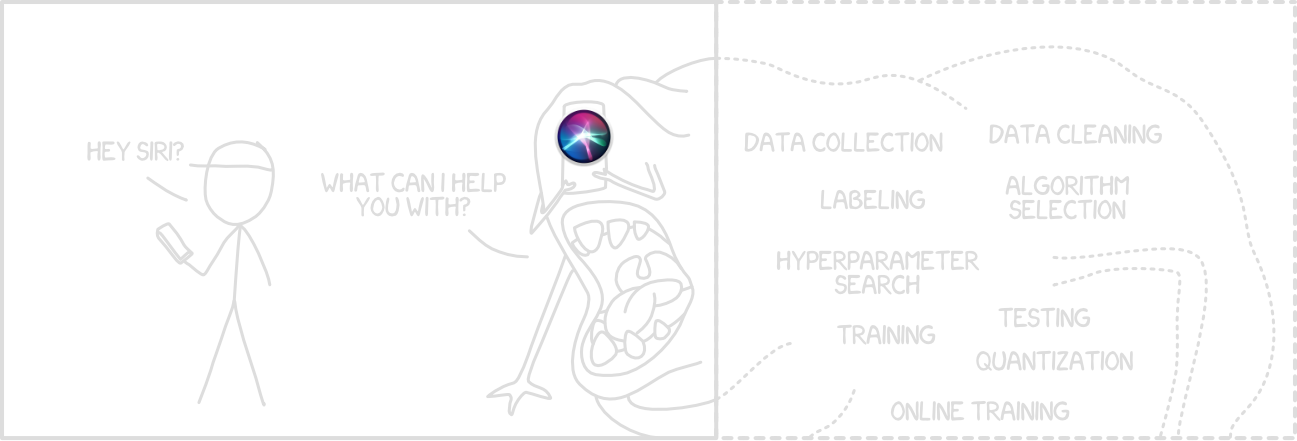 HEY SIRI?
WHAT CAN I HELP
YOU WITH?
DATA COLLECTION
DATA CLEANING
LABELING
ALGORITHM
SELECTION
HYPERPARAMETER
SEARCH
TRAINING
TESTING
QUANTIZATION
ONLINE TRAINING